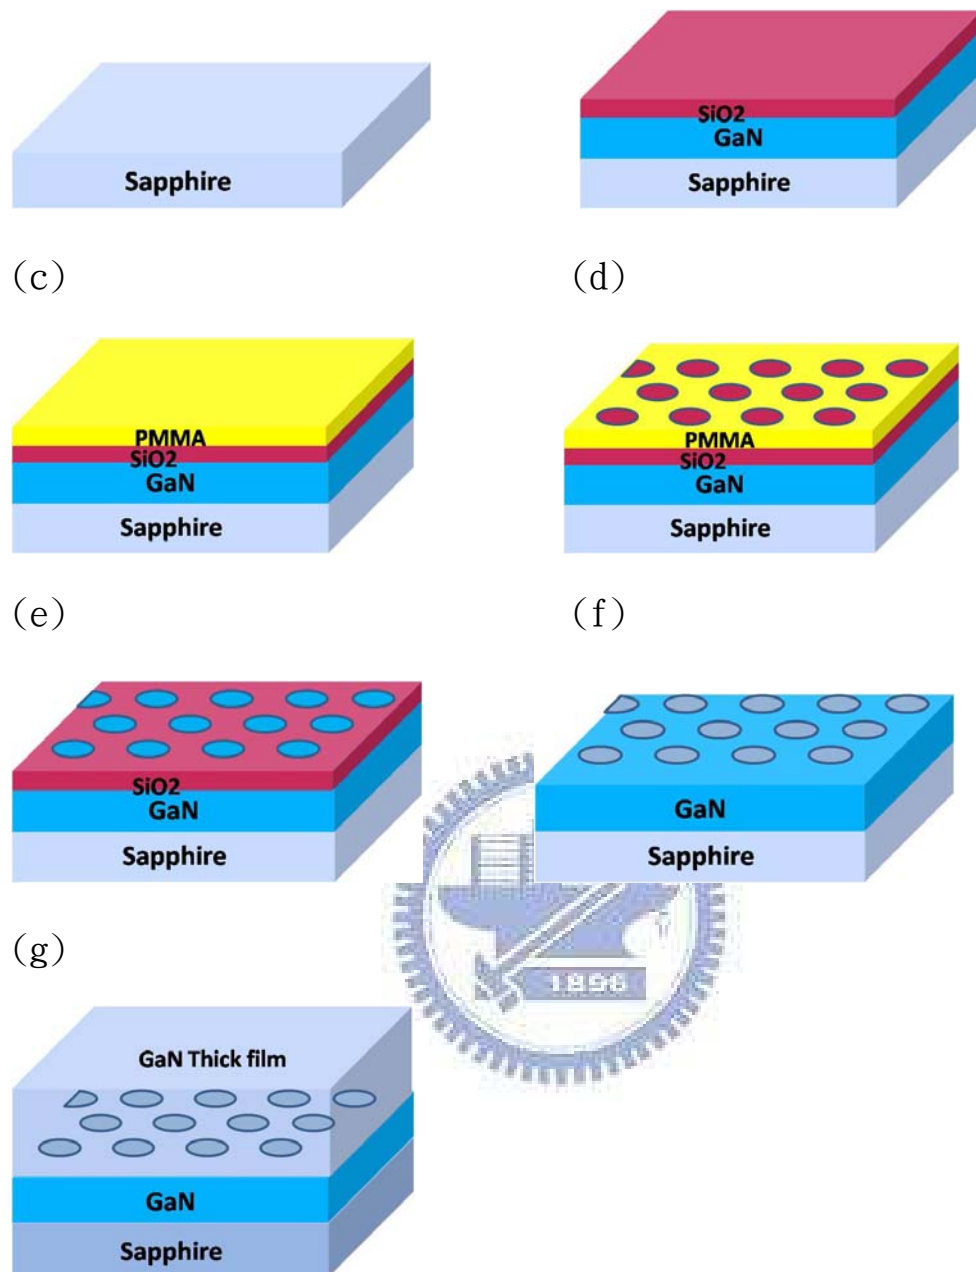 Sapphire
SiO2
GaN
Sapphire
(c)
(d)
PMMA
SiO2
GaN
Sapphire
PMMA
SiO2
GaN
Sapphire
(e)
(f)
SiO2
GaN
Sapphire
GaN
Sapphire
(g)
1896
GaN Thick film
GaN
Sapphire